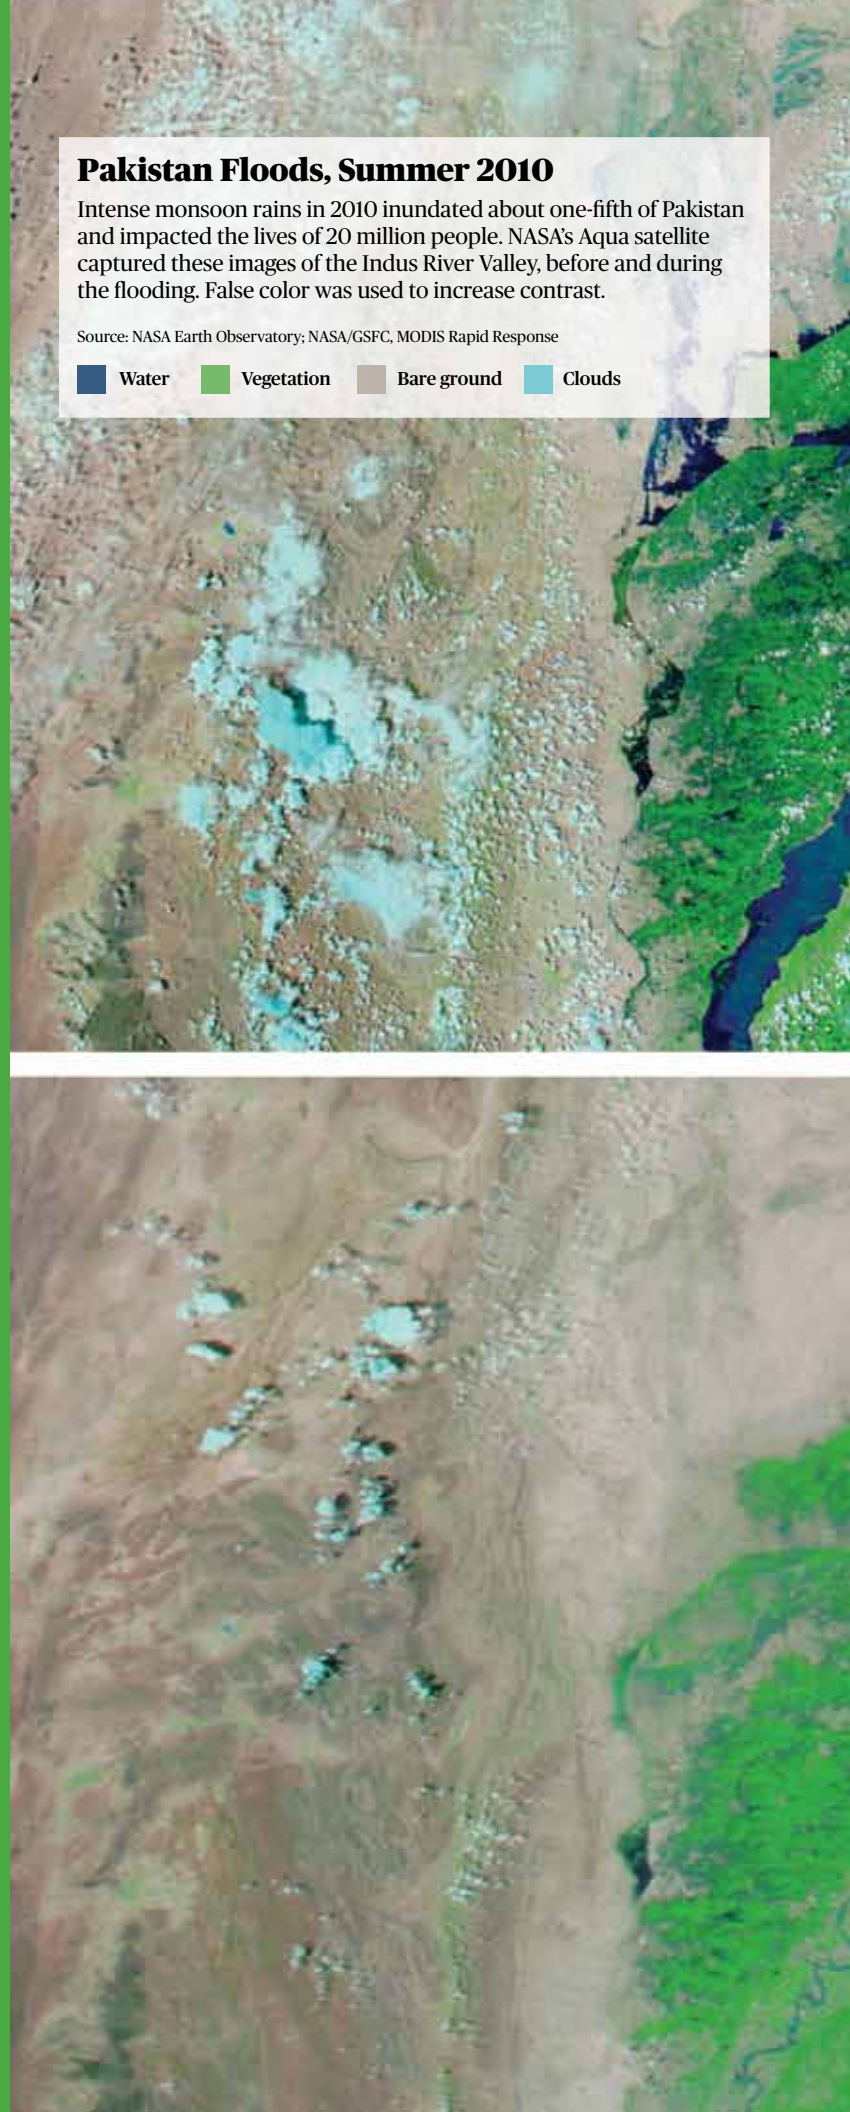 Pakistan Floods, Summer 2010
Intense monsoon rains in 2010 inundated about one-fifth of Pakistan
and impacted the lives of 20 million people. NASA’s Aqua satellite
captured these images of the Indus River Valley, before and during
the flooding. False color was used to increase contrast.
Source: NASA Earth Observatory; NASA/GSFC, MODIS Rapid Response
Water Vegetation Bare ground Clouds